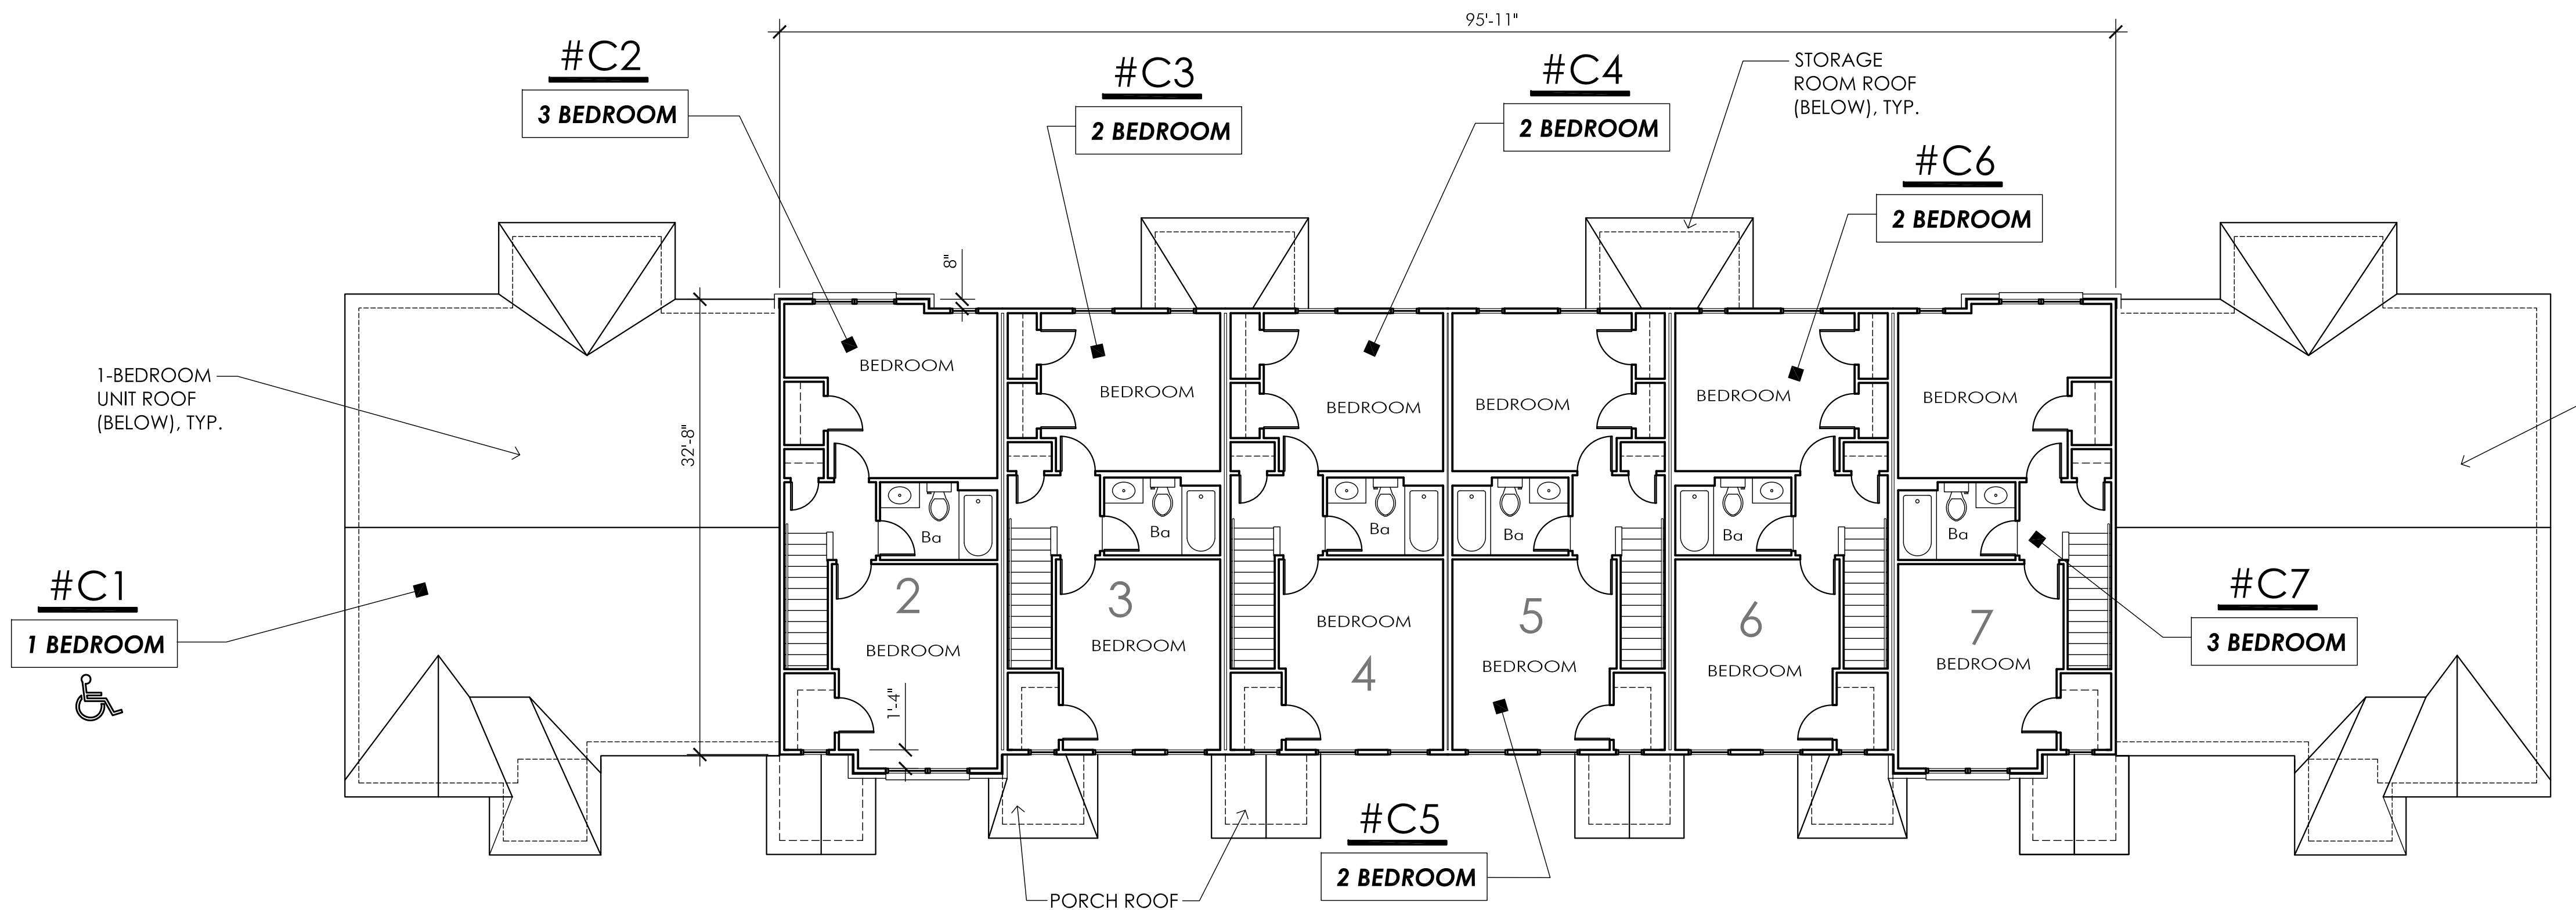 95'-11"
#C2
3 BEDROOM
#C3
2 BEDROOM
#C4
2 BEDROOM
STORAGE
ROOM ROOF
(BELOW), TYP.
#C6
2 BEDROOM
8"
1-BEDROOM
UNIT ROOF
(BELOW), TYP.
32'-8"
BEDROOM
BEDROOM
BEDROOM
BEDROOM
BEDROOM
BEDROOM
Ba
Ba
Ba
Ba
Ba
Ba
#C1
1 BEDROOM
2
BEDROOM
1'-4"
3
BEDROOM
BEDROOM
4
5
BEDROOM
6
BEDROOM
7
BEDROOM
#C7
3 BEDROOM
#C5
2 BEDROOM
PORCH ROOF